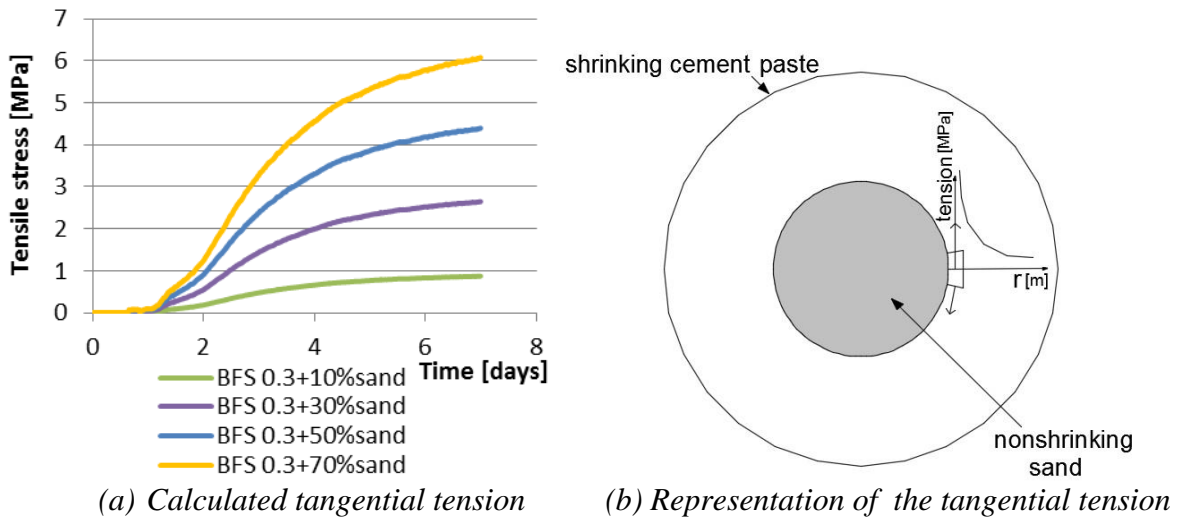 7
6
5
4
3
2
1
0
Tensile stress [MPa]
0 2 4 6 8
Time [days]
BFS 0.3+10%sand
BFS 0.3+30%sand
BFS 0.3+50%sand
BFS 0.3+70%sand
(a) Calculated tangential tension
shrinking cement paste
tension[MPa]
r[m]
nonshrinking
sand
(b) Representation of the tangential tension